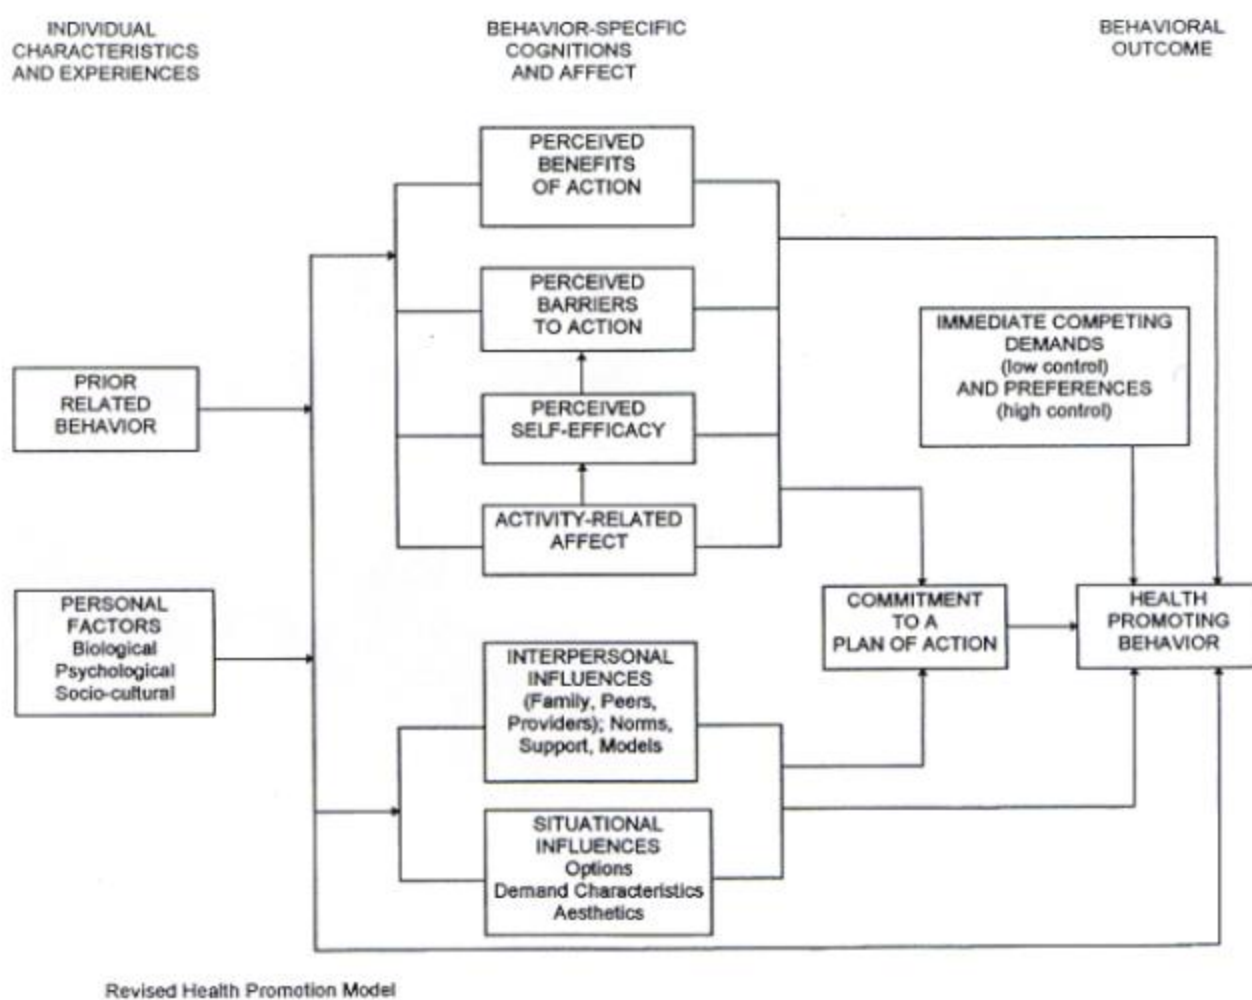 INDIVIDUAL
CHARACTERISTICS
AND EXPERIENCES
BEHAVIOR-SPECIFIC
COGNITIONS
AND AFFECT
BEHAVIORAL
OUTCOME
PERCEIVED
BENEFITS
OF ACTION
PERCEIVED
BARRIERS
TO ACTION
IMMEDIATE COMPETING
DEMANDS
(low control)
AND PREFERENCES
(high control)
PRIOR
RELATED
BEHAVIOR
PERCEIVED
SELF-EFFICACY
ACTIVITY-RELATED
AFFECT
PERSONAL
FACTORS
Biological
Psychological
Socio-cultural
COMMITMENT
TO A
PLAN OF ACTION
HEALTH
PROMOTING
BEHAVIOR
INTERPERSONAL
INFLUENCES
(Family, Peers,
Providers); Norms,
Support, Models
SITUATIONAL
INFLUENCES
Options
Demand Characteristics
Aesthetics
Revised Health Promotion Model